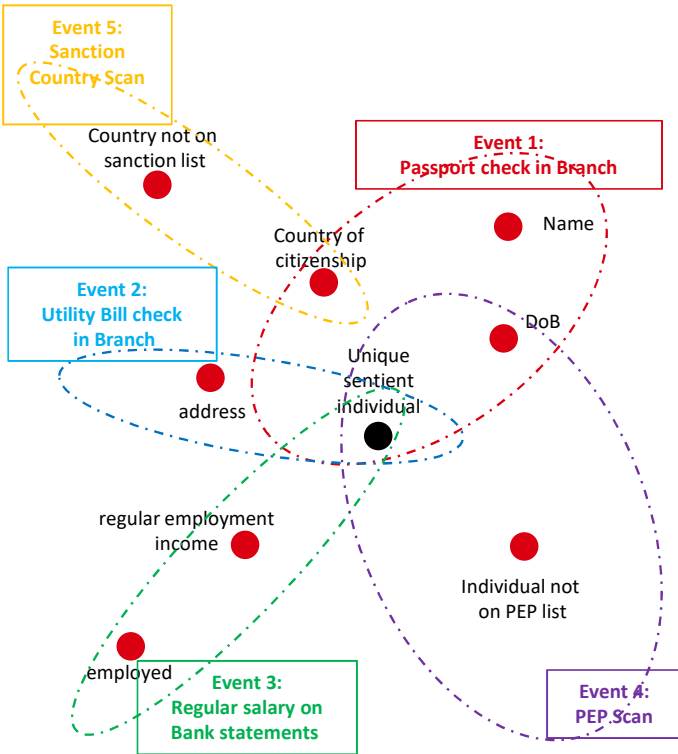 Event 5:
Sanction
Country Scan
Country not on
sanction list
Event 1:
Passport check in Branch
Name
Country of
citizenship
Event 2:
Utility Bill check
in Branch
DoB
Unique
sentient
individual
address
regular employment
income
Individual not
on PEP list
employed
Event 3:
Regular salary on
Bank statements
Event 4:
PEP Scan